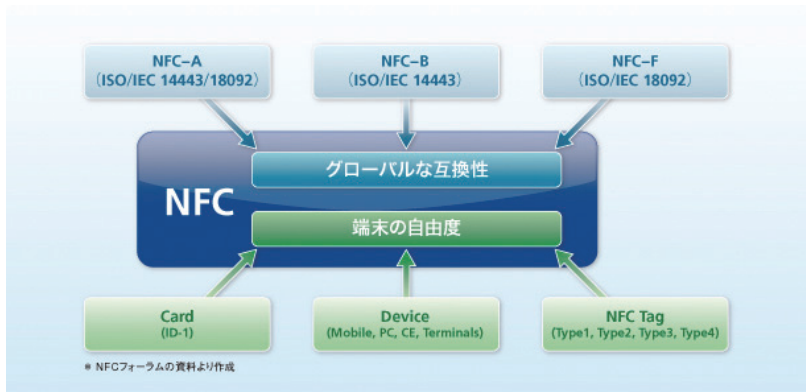 NFC–A
(ISO/IEC 14443/18092)
NFC–B
(ISO/IEC 14443)
NFC–F
(ISO/IEC 18092)
NFC
グローバルな互換性
端末の自由度
Card
(ID-1)
Device
(Mobile, PC, CE, Terminals)
NFC Tag
(Type1, Type2, Type3, Type4)
* NFCフォーラムの資料より作成